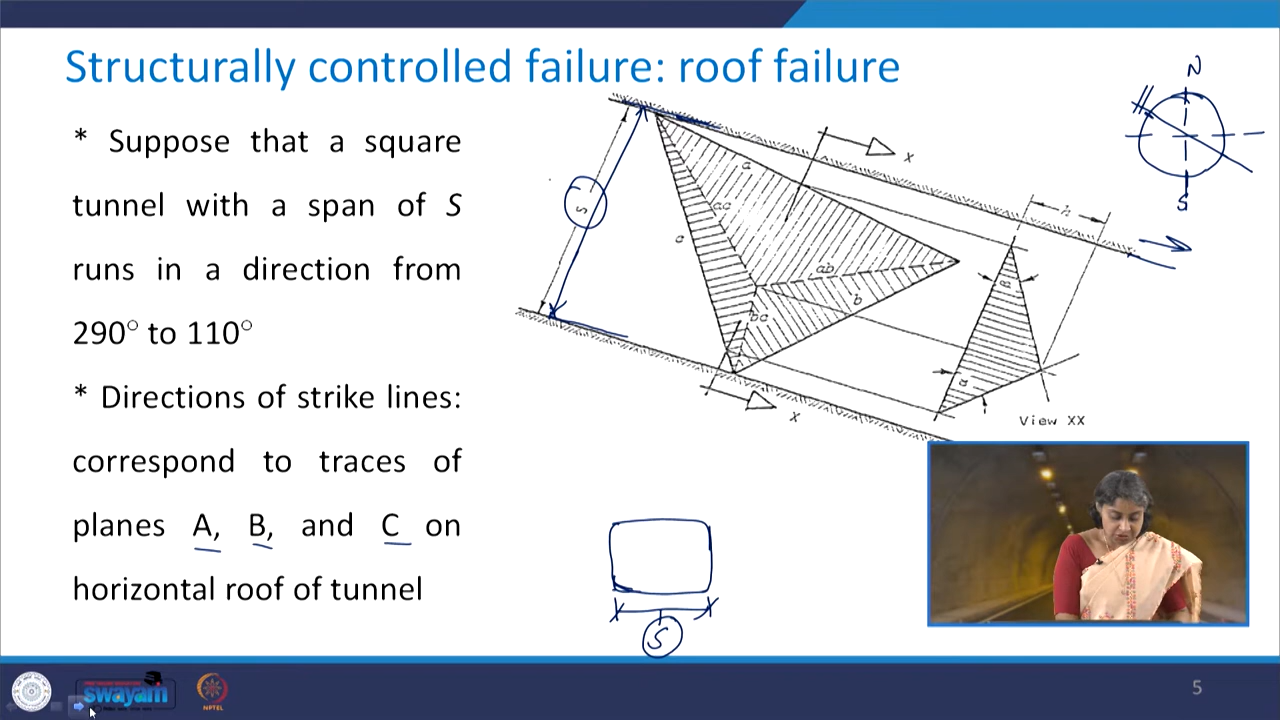 Structurally controlled failure: roof failure
* Suppose that a square
tunnel with a span of S
runs in a direction from
290° to 110°
* Directions of strike lines:
correspond to traces of
planes A, B, and C on
horizontal roof of tunnel
N
S
S
x
h
a
ac
c
ab
b
bc
α
x
View XX
S
5
swayam
NPTEL